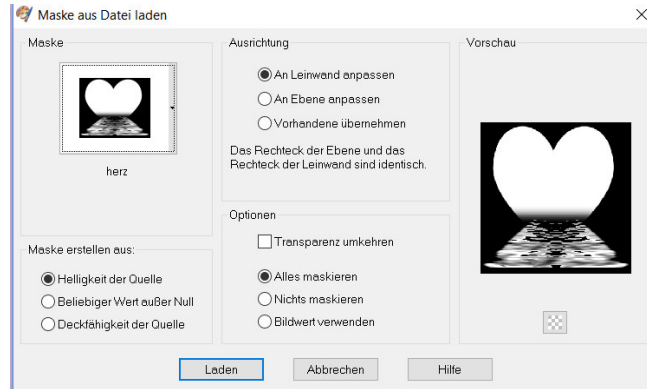 Maske aus Datei laden
Maske
herz
Maske erstellen aus:
Helligkeit der Quelle
Beliebiger Wert außer Null
Deckfähigkeit der Quelle
Ausrichtung
An Leinwand anpassen
An Ebene anpassen
Vorhandene übernehmen
Das Rechteck der Ebene und das
Rechteck der Leinwand sind identisch.
Optionen
Transparenz umkehren
Alles maskieren
Nichts maskieren
Bildwert verwenden
Vorschau
Laden
Abbrechen
Hilfe